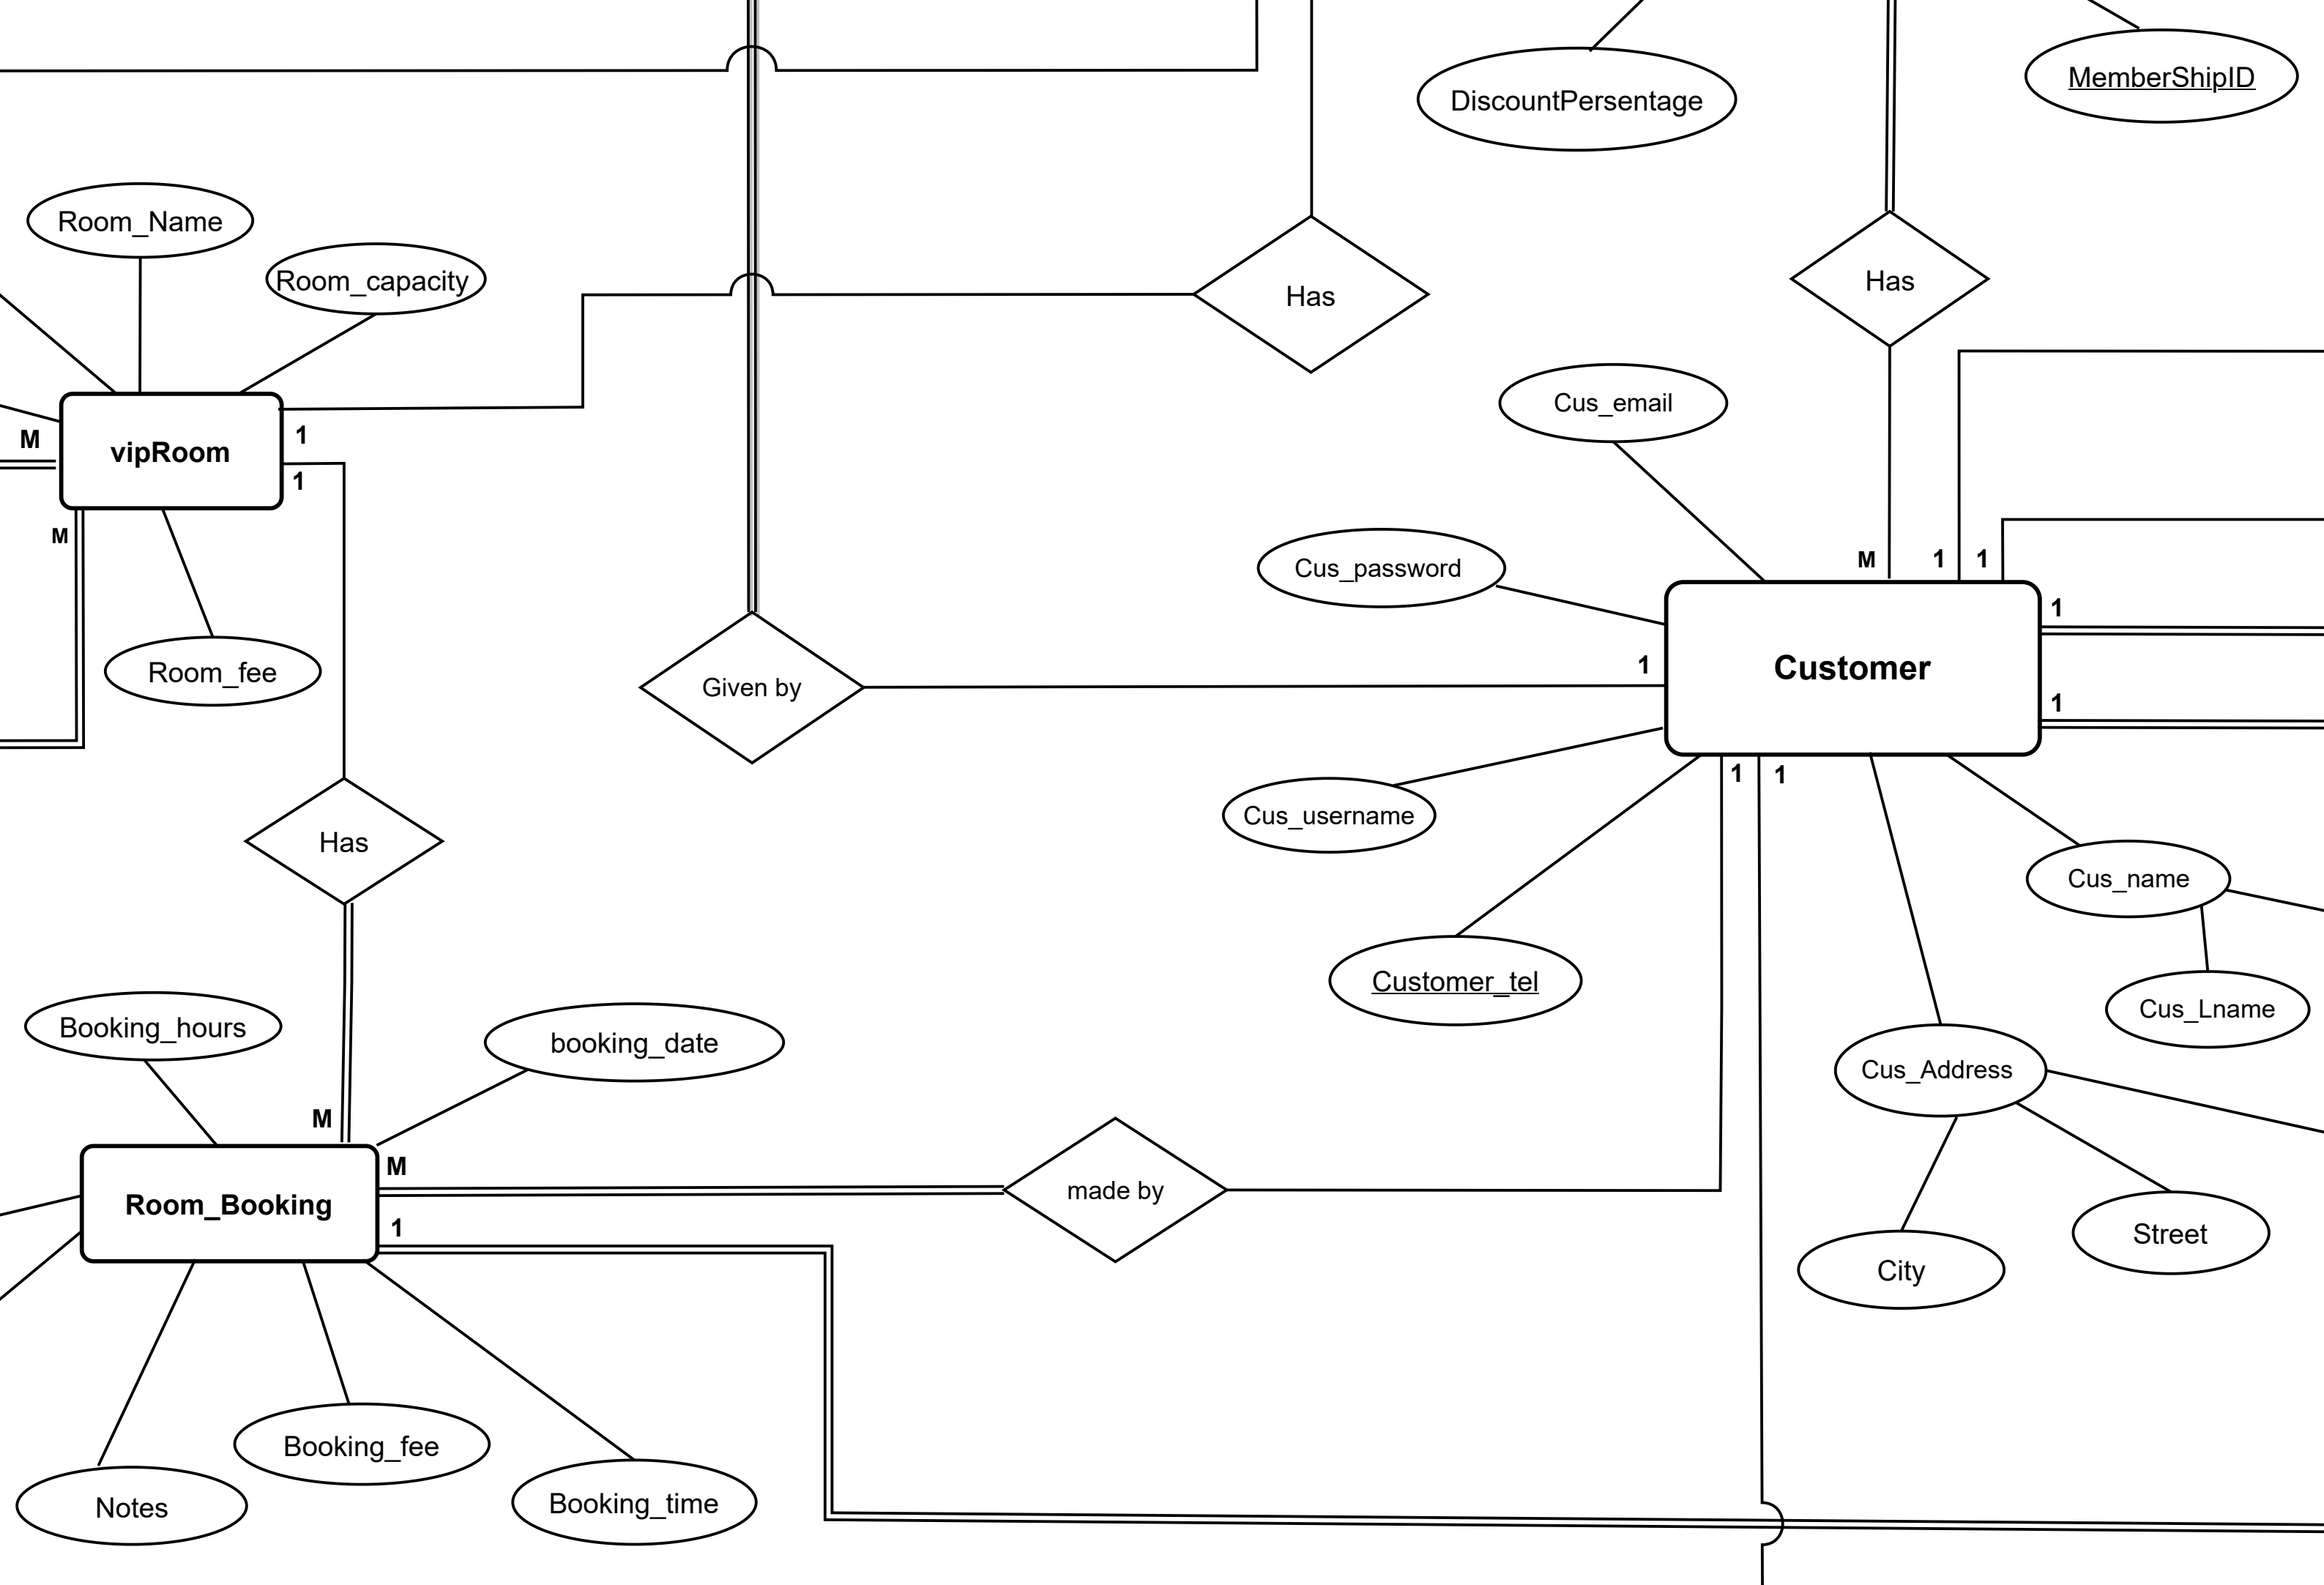 DiscountPersentage
MemberShipID
Room_Name
Room_capacity
Has
Has
Cus_email
M
vipRoom
1
1
M
Cus_password
M
1
1
1
Customer
1
1
Room_fee
Given by
1
1
Cus_username
Has
Cus_name
Customer_tel
Cus_Lname
Booking_hours
booking_date
Cus_Address
M
M
Room_Booking
1
made by
Street
City
Booking_fee
Notes
Booking_time